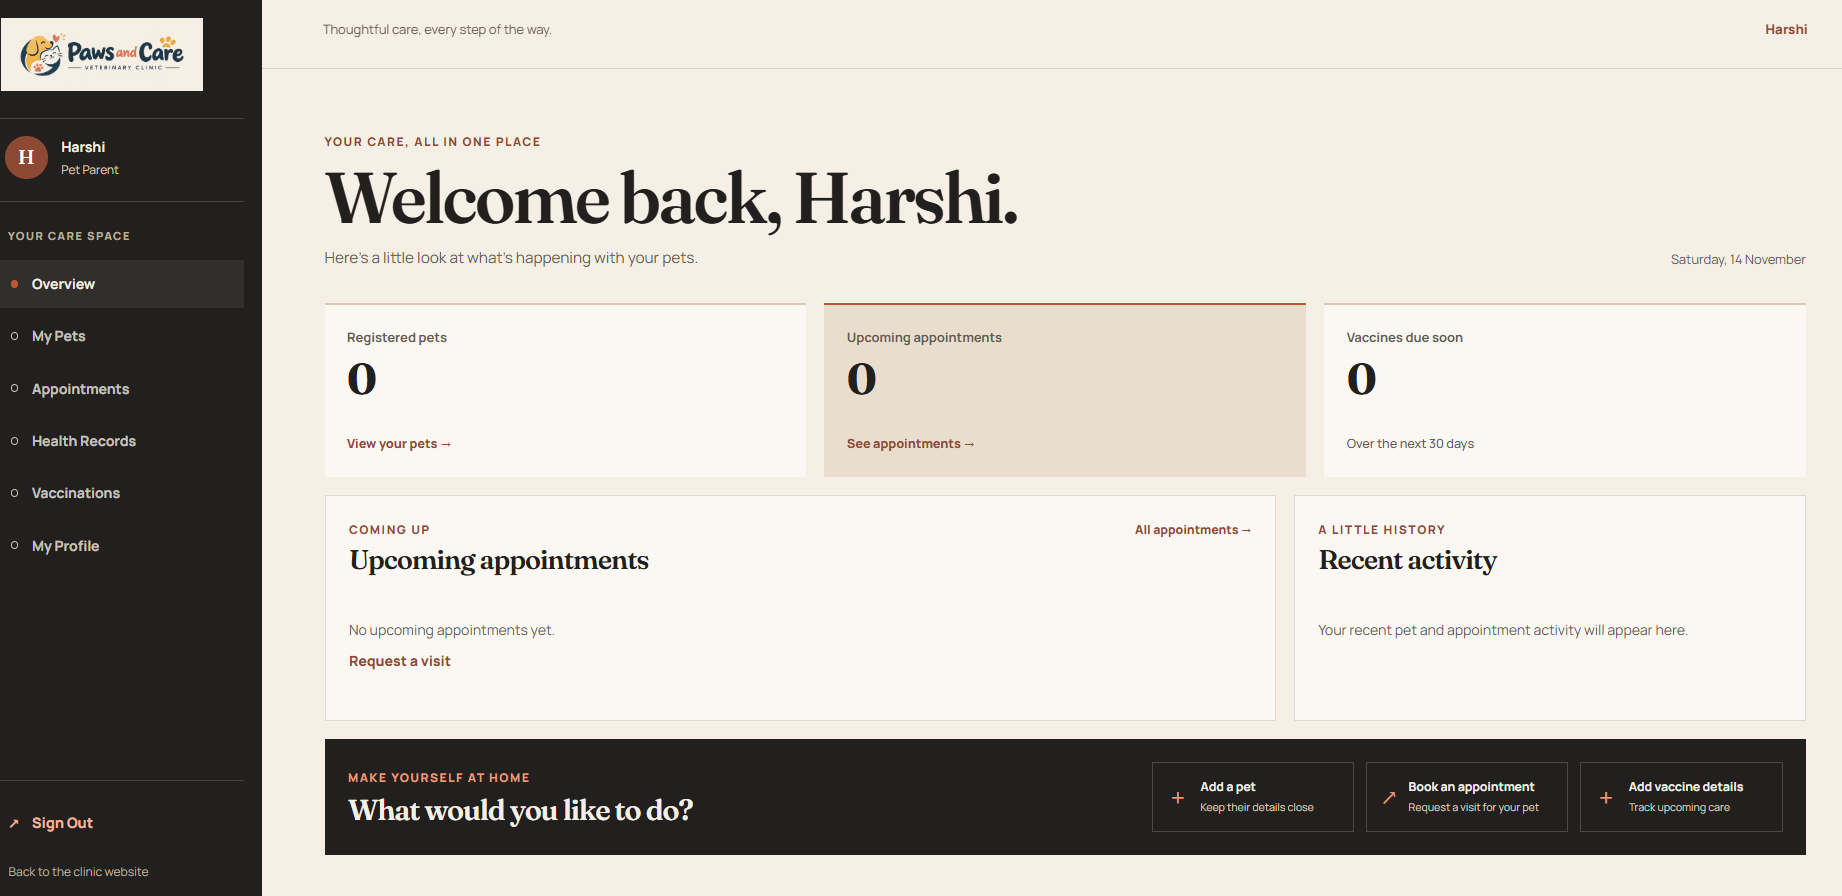 Paws and Care
VETERINARY CLINIC
H
Harshi
Pet Parent
YOUR CARE SPACE
Overview
My Pets
Appointments
Health Records
Vaccinations
My Profile
↗ Sign Out
Back to the clinic website
Thoughtful care, every step of the way.
Harshi
YOUR CARE, ALL IN ONE PLACE
Welcome back, Harshi.
Here's a little look at what's happening with your pets.
Saturday, 14 November
Registered pets
0
View your pets →
Upcoming appointments
0
See appointments →
Vaccines due soon
0
Over the next 30 days
COMING UP
All appointments →
Upcoming appointments
No upcoming appointments yet.
Request a visit
A LITTLE HISTORY
Recent activity
Your recent pet and appointment activity will appear here.
MAKE YOURSELF AT HOME
What would you like to do?
+ Add a pet
Keep their details close
↗ Book an appointment
Request a visit for your pet
+ Add vaccine details
Track upcoming care